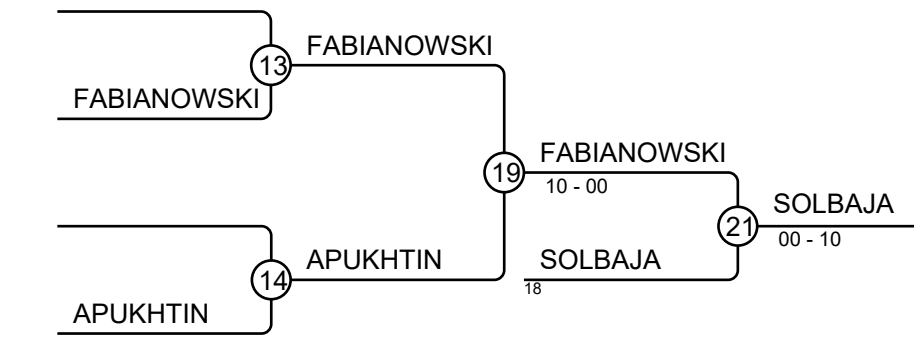 FABIANOWSKI
13
FABIANOWSKI
FABIANOWSKI
19
10 - 00
SOLBAJA
21
00 - 10
APUKHTIN
SOLBAJA
14
18
APUKHTIN